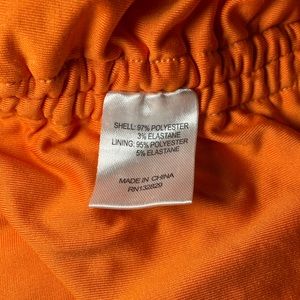 SHELL: 97% POLYESTER
3% ELASTANE
LINING: 95% POLYESTER
5% ELASTANE
MADE IN CHINA
RN132829